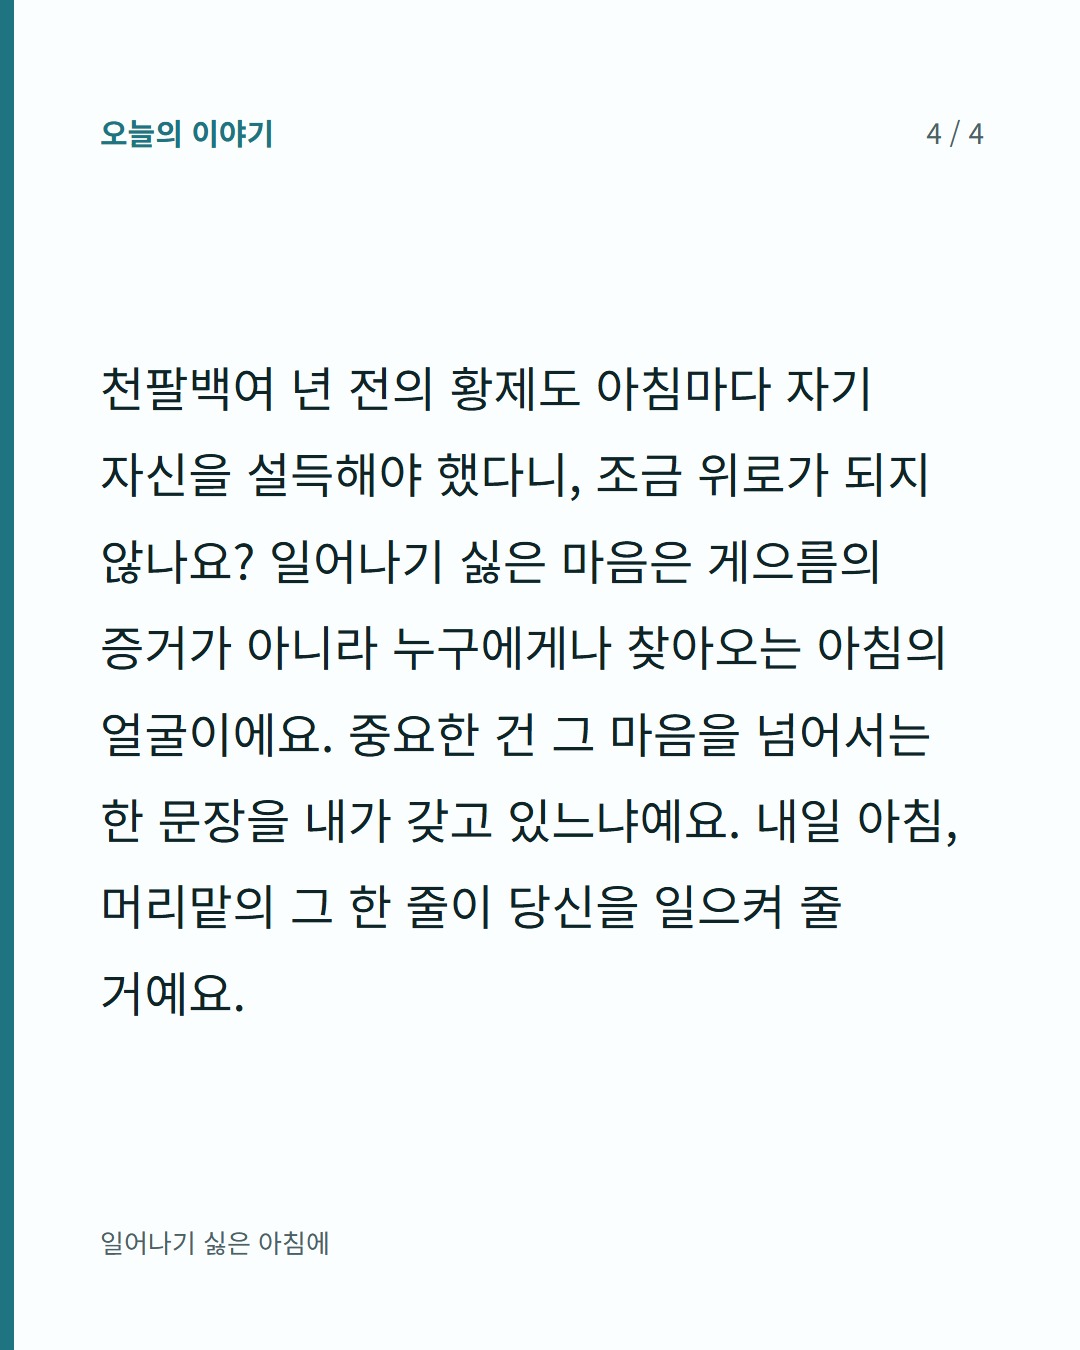 오늘의 이야기
4 / 4
천팔백여 년 전의 황제도 아침마다 자기
자신을 설득해야 했다니, 조금 위로가 되지
않나요? 일어나기 싫은 마음은 게으름의
증거가 아니라 누구에게나 찾아오는 아침의
얼굴이에요. 중요한 건 그 마음을 넘어서는
한 문장을 내가 갖고 있느냐예요. 내일 아침,
머리맡의 그 한 줄이 당신을 일으켜 줄
거예요.
일어나기 싫은 아침에